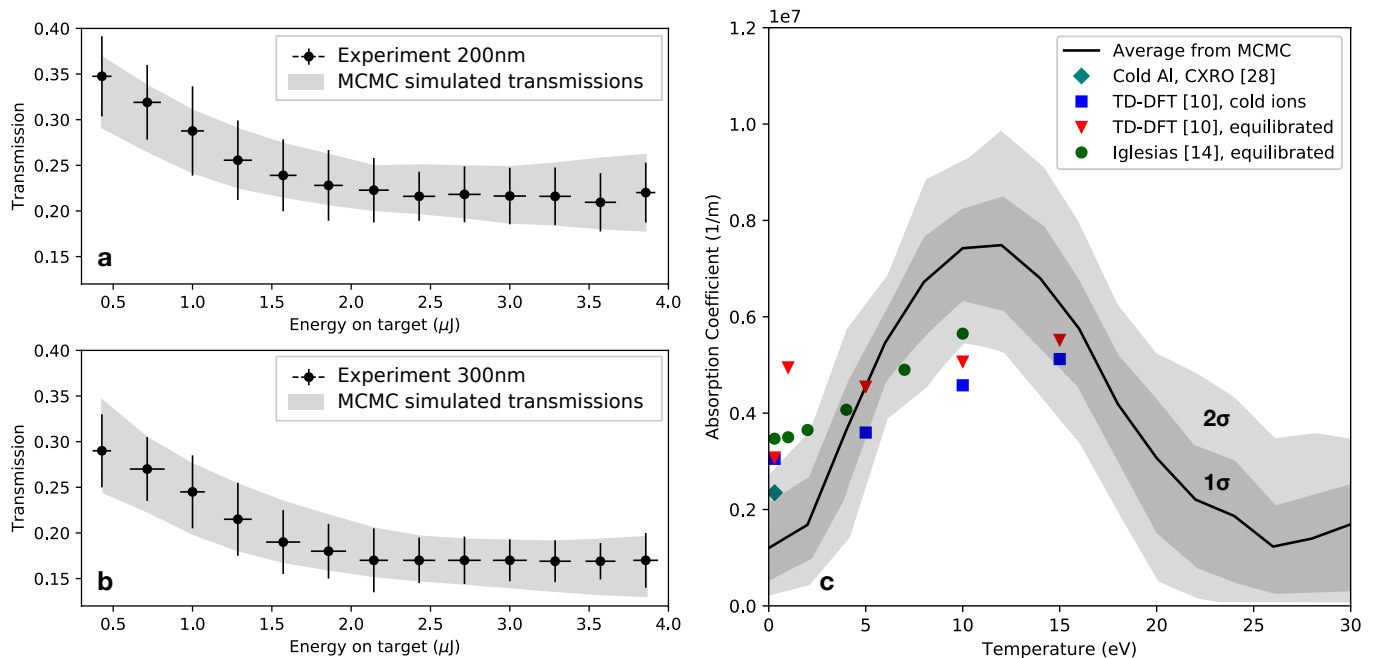 0.40
0.35
0.30
0.25
0.20
0.15
Transmission
Experiment 200nm
MCMC simulated transmissions
a
0.5 1.0 1.5 2.0 2.5 3.0 3.5 4.0
Energy on target (μJ)
0.40
0.35
0.30
0.25
0.20
0.15
Transmission
Experiment 300nm
MCMC simulated transmissions
b
0.5 1.0 1.5 2.0 2.5 3.0 3.5 4.0
Energy on target (μJ)
1e7
1.2
1.0
0.8
0.6
0.4
0.2
0.0
Absorption Coefficient (1/m)
Average from MCMC
Cold Al, CXRO [28]
TD-DFT [10], cold ions
TD-DFT [10], equilibrated
Iglesias [14], equilibrated
2σ
1σ
c
0 5 10 15 20 25 30
Temperature (eV)